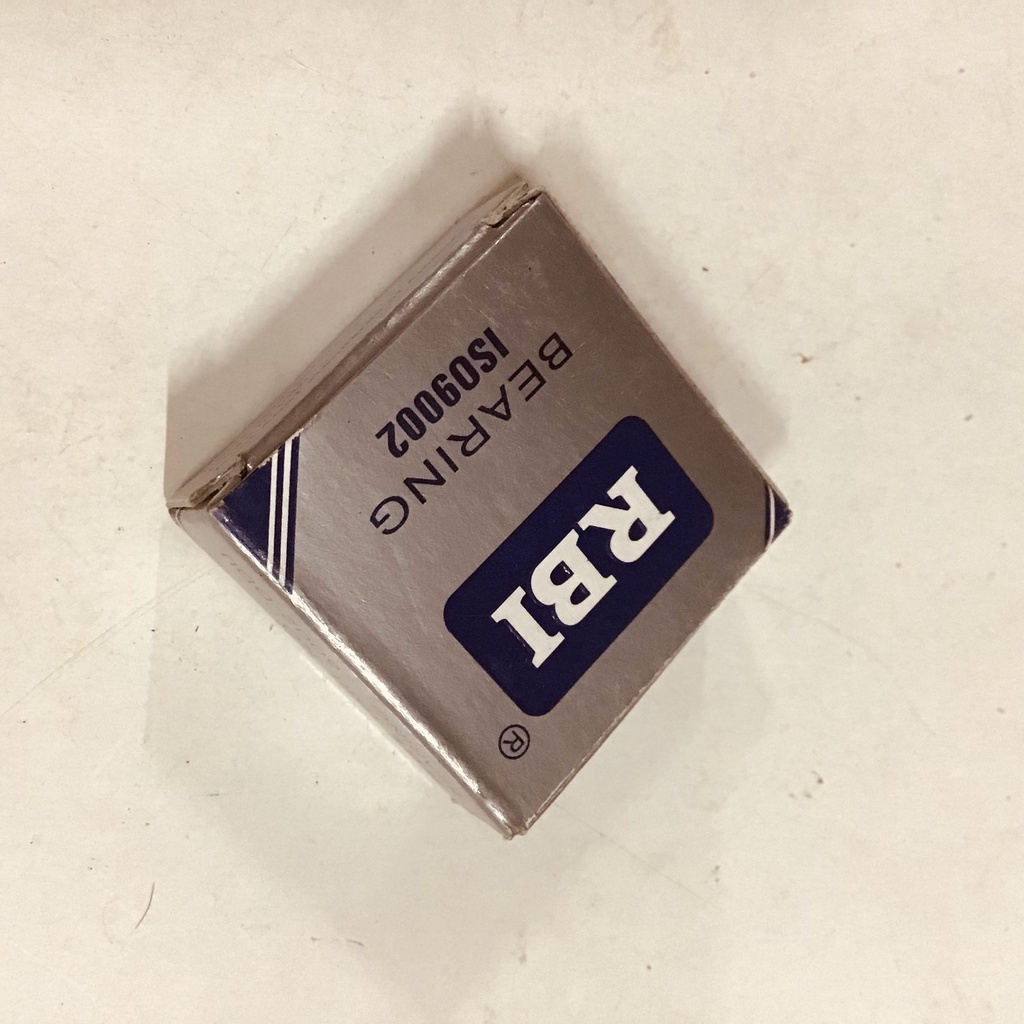 ®
RBI
BEARING
ISO9002